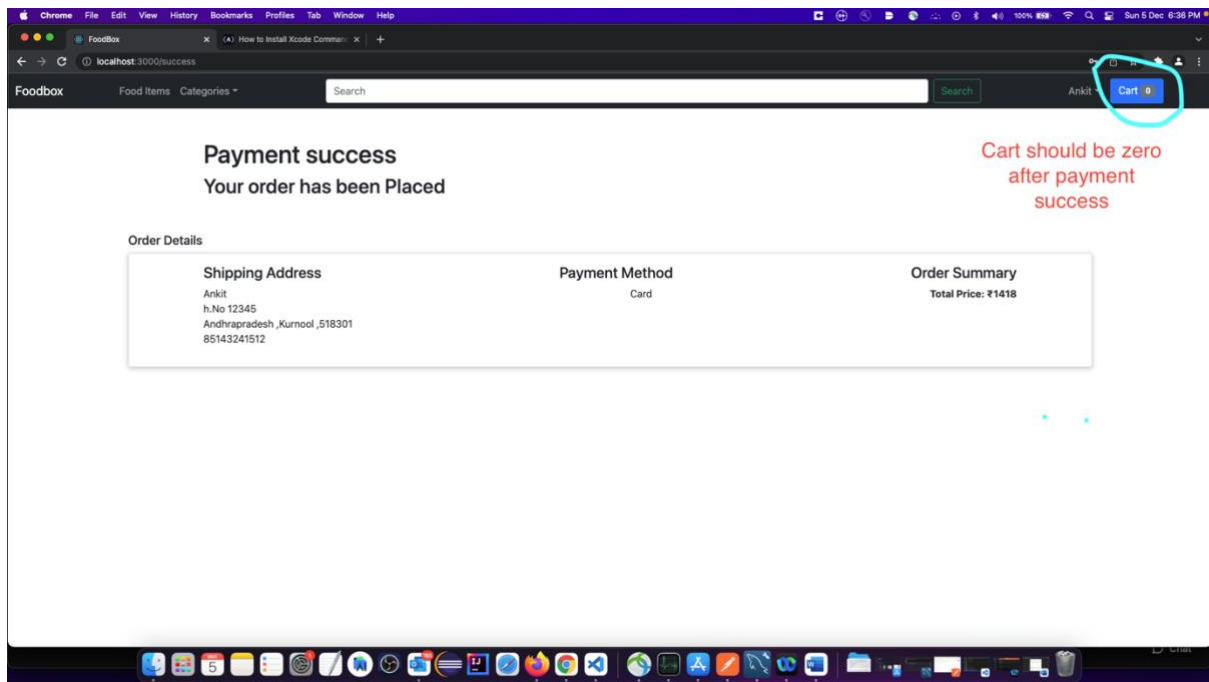 Chrome File Edit View History Bookmarks Profiles Tab Window Help 100% Sun 5 Dec 6:36 PM
FoodBox (A) How to Install Xcode Comman
localhost:3000/success
Foodbox Food Items Categories Search Search Ankit Cart 0
Payment success
Your order has been Placed
Cart should be zero
after payment
success
Order Details
Shipping Address Payment Method Order Summary
Ankit Card Total Price: ₹1418
h.No 12345
Andhrapradesh ,Kurnool ,518301
85143241512
5
Chat